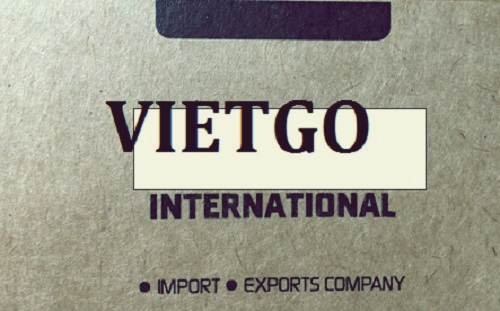 VIETGO
INTERNATIONAL
• IMPORT • EXPORTS COMPANY